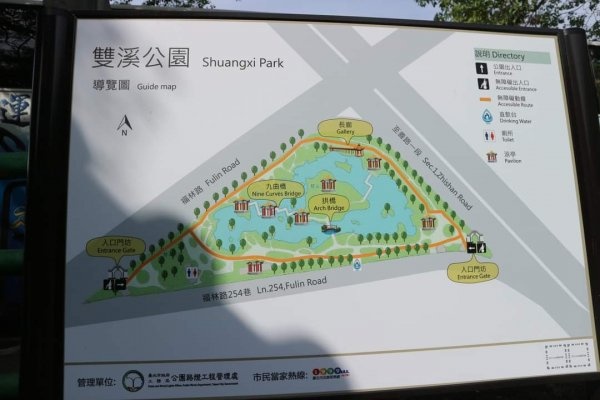 雙溪公園 Shuangxi Park
導覽圖 Guide map
N
說明 Directory
公園出入口
Entrance
無障礙出入口
Accessible Entrance
無障礙動線
Accessible Route
直飲台
Drinking Water
廁所
Toilet
涼亭
Pavilion
長廊
Gallery
至善路一段 Sec.1,Zhishan Road
福林路 Fulin Road
九曲橋
Nine Curves Bridge
拱橋
Arch Bridge
入口門坊
Entrance Gate
入口門坊
Entrance Gate
福林路254巷 Ln.254,Fulin Road
管理單位:
公園路燈工程管理處
市民當家熱線:
1999